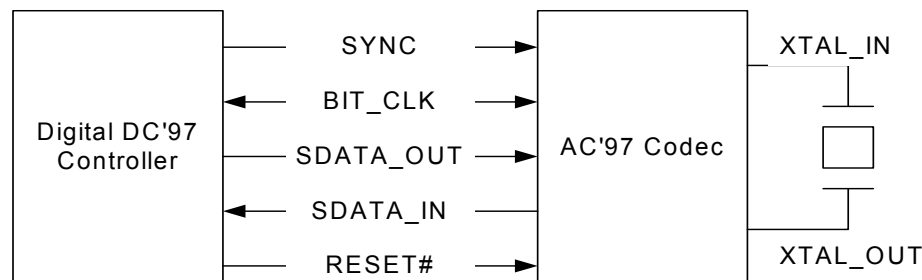 SYNC
XTAL_IN
BIT_CLK
Digital DC'97
Controller
SDATA_OUT
AC'97 Codec
SDATA_IN
RESET#
XTAL_OUT